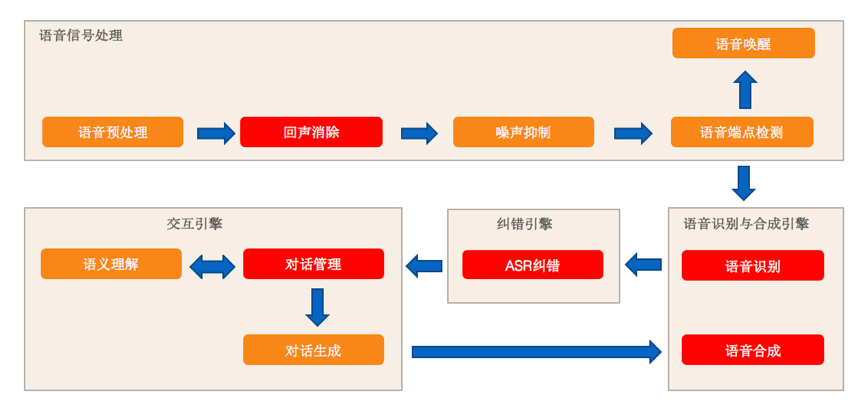 语音信号处理
语音唤醒
语音预处理
回声消除
噪声抑制
语音端点检测
交互引擎
纠错引擎
语音识别与合成引擎
语义理解
对话管理
ASR纠错
语音识别
对话生成
语音合成